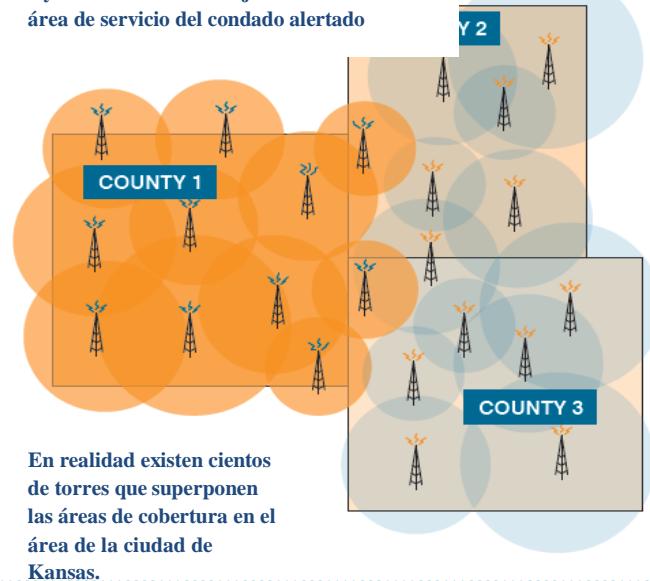 área de servicio del condado alertado
Y 2
COUNTY 1
COUNTY 3
En realidad existen cientos
de torres que superponen
las áreas de cobertura en el
área de la ciudad de
Kansas.